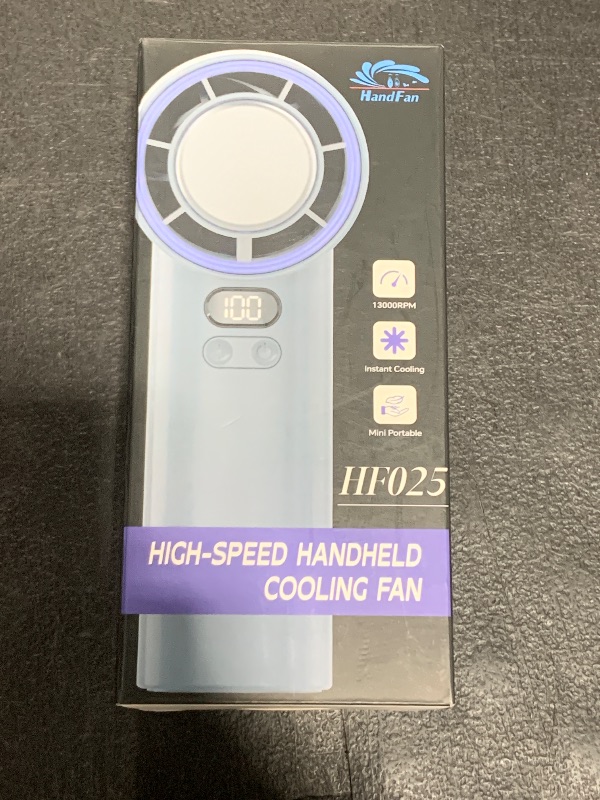 HandFan
100
13000RPM
Instant Cooling
Mini Portable
HF025
HIGH-SPEED HANDHELD
COOLING FAN